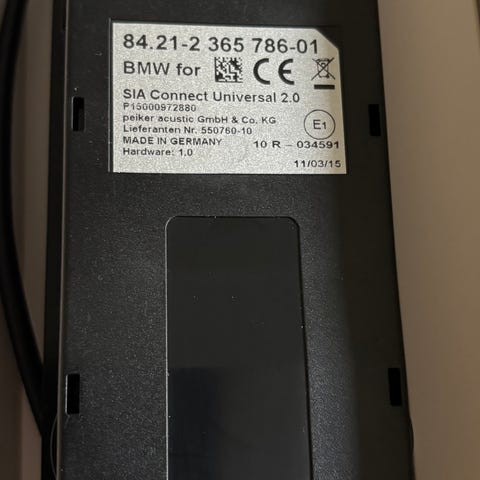 84.21-2 365 786-01
BMW for CE
SIA Connect Universal 2.0
P15000972880
peiker acustic GmbH & Co. KG
Lieferanten Nr. 550760-10
E1
MADE IN GERMANY 10 R - 034591
Hardware: 1.0
11/03/15